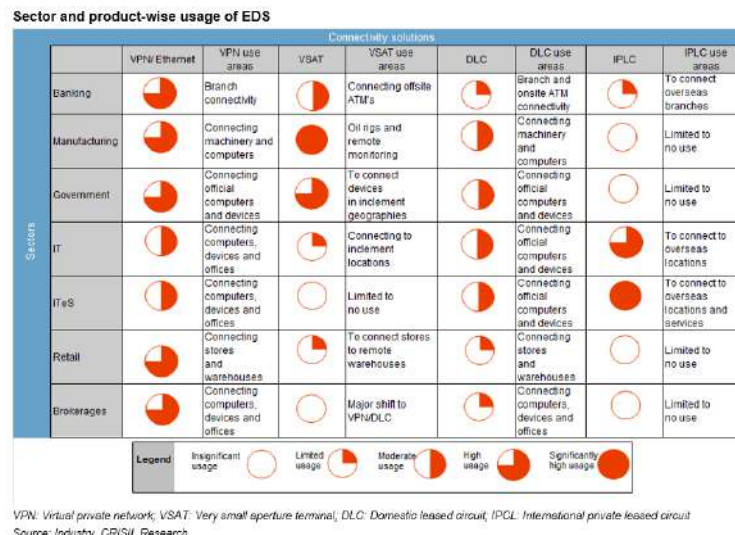 Sector and product-wise usage of EDS
Connectivity solutions
VPN/ Ethernet
VPN use
areas
VSAT
VSAT use
areas
DLC
DLC use
areas
IPLC
IPLC use
areas
Sectors
Banking
Branch
connectivity
Connecting offsite
ATM's
Branch and
onsite ATM
connectivity
To connect
overseas
branches
Manufacturing
Connecting
machinery and
computers
Oil rigs and
remote
monitoring
Connecting
machinery
and
computers
Limited to
no use
Government
Connecting
official
computers
and devices
To connect
devices
in inclement
geographies
Connecting
official
computers
and devices
Limited to
no use
IT
Connecting
computers,
devices and
offices
Connecting to
inclement
locations
Connecting
official
computers
and devices
To connect to
overseas
locations
ITeS
Connecting
computers,
devices and
offices
Limited to
no use
Connecting
official
computers
and devices
To connect to
overseas
locations and
services
Retail
Connecting
stores
and
warehouses
To connect stores
to remote
warehouses
Connecting
stores
and
warehouses
Limited to
no use
Brokerages
Connecting
computers,
devices and
offices
Major shift to
VPN/DLC
Connecting
computers,
devices and
offices
Limited to
no use
Legend
Insignificant
usage
Limited
usage
Moderate
usage
High
usage
Significantly
high usage
VPN: Virtual private network; VSAT: Very small aperture terminal; DLC: Domestic leased circuit; IPCL: International private leased circuit
Source: Industry, CRISIL Research